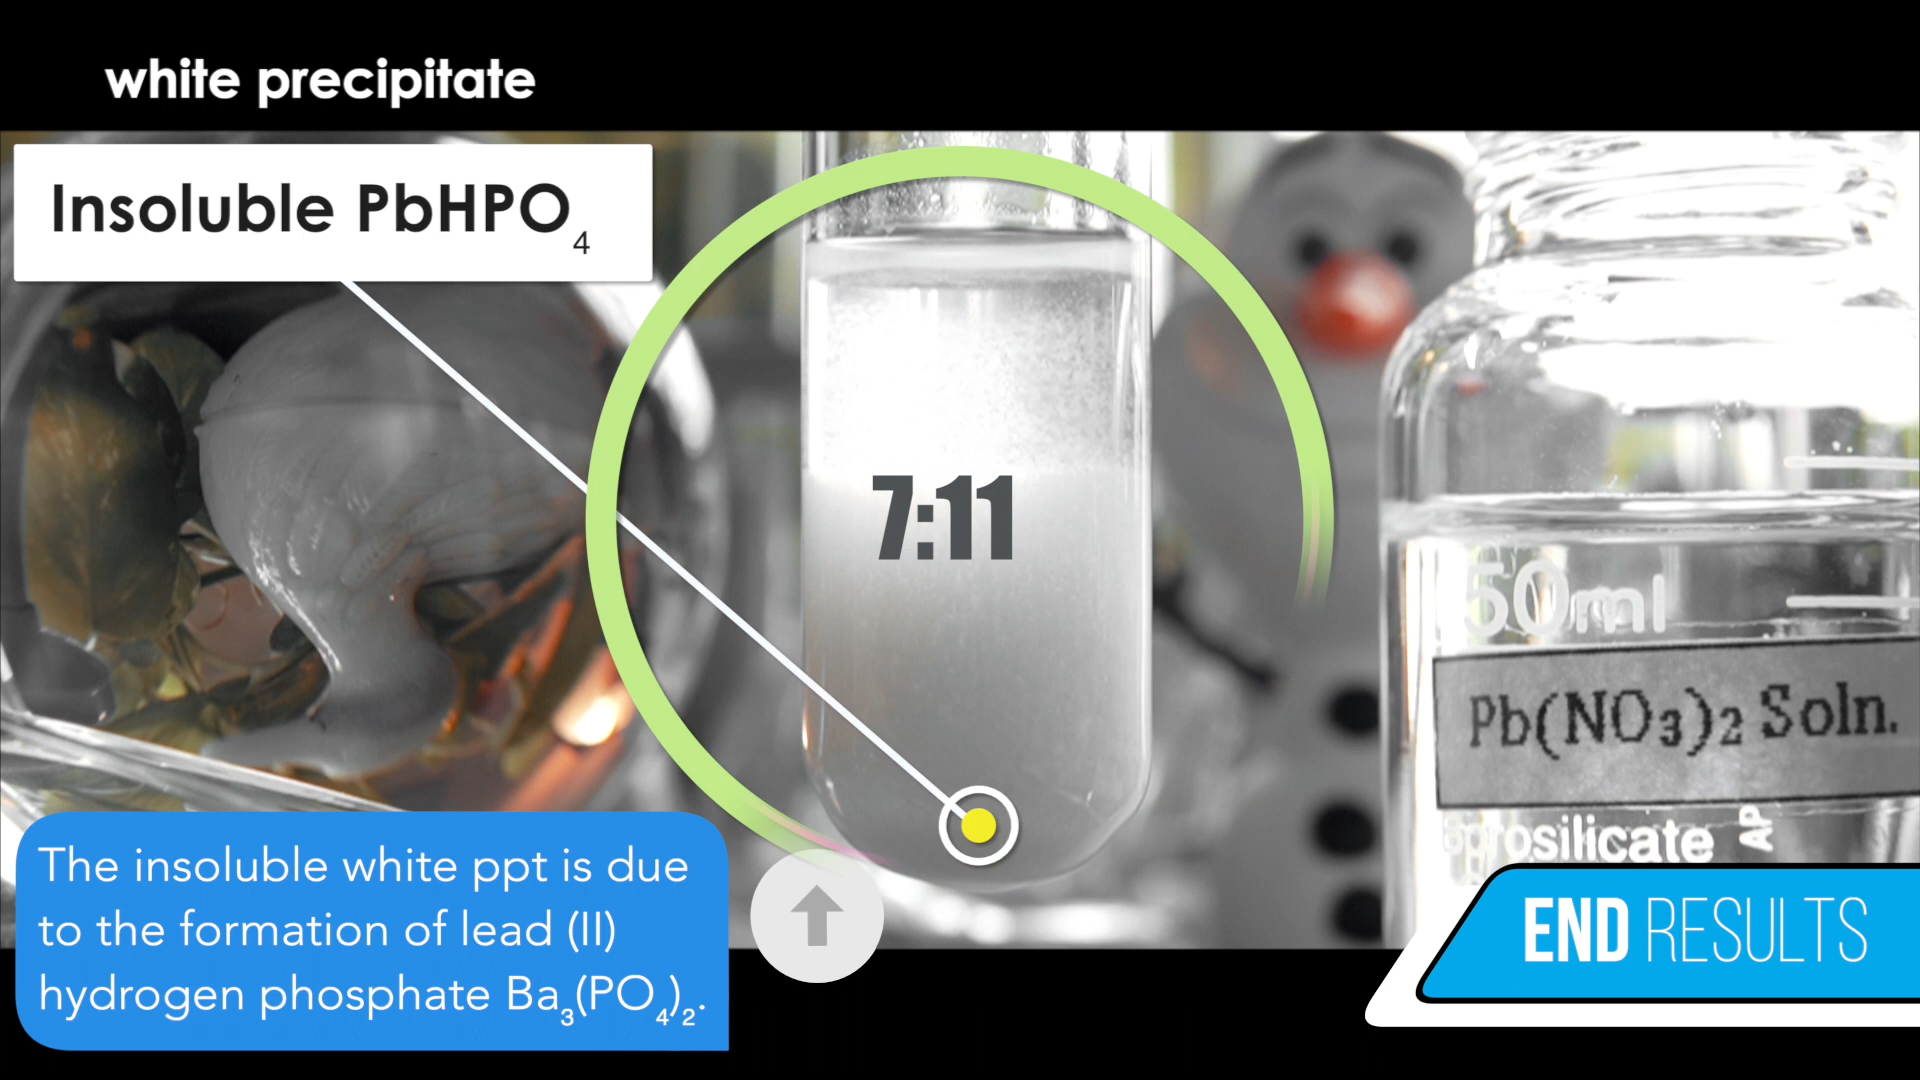 white precipitate
Insoluble PbHPO₄
7:11
50ml
Pb(NO₃)₂ Soln.
orosilicate
AP
The insoluble white ppt is due
to the formation of lead (II)
hydrogen phosphate Ba₃(PO₄)₂.
END RESULTS